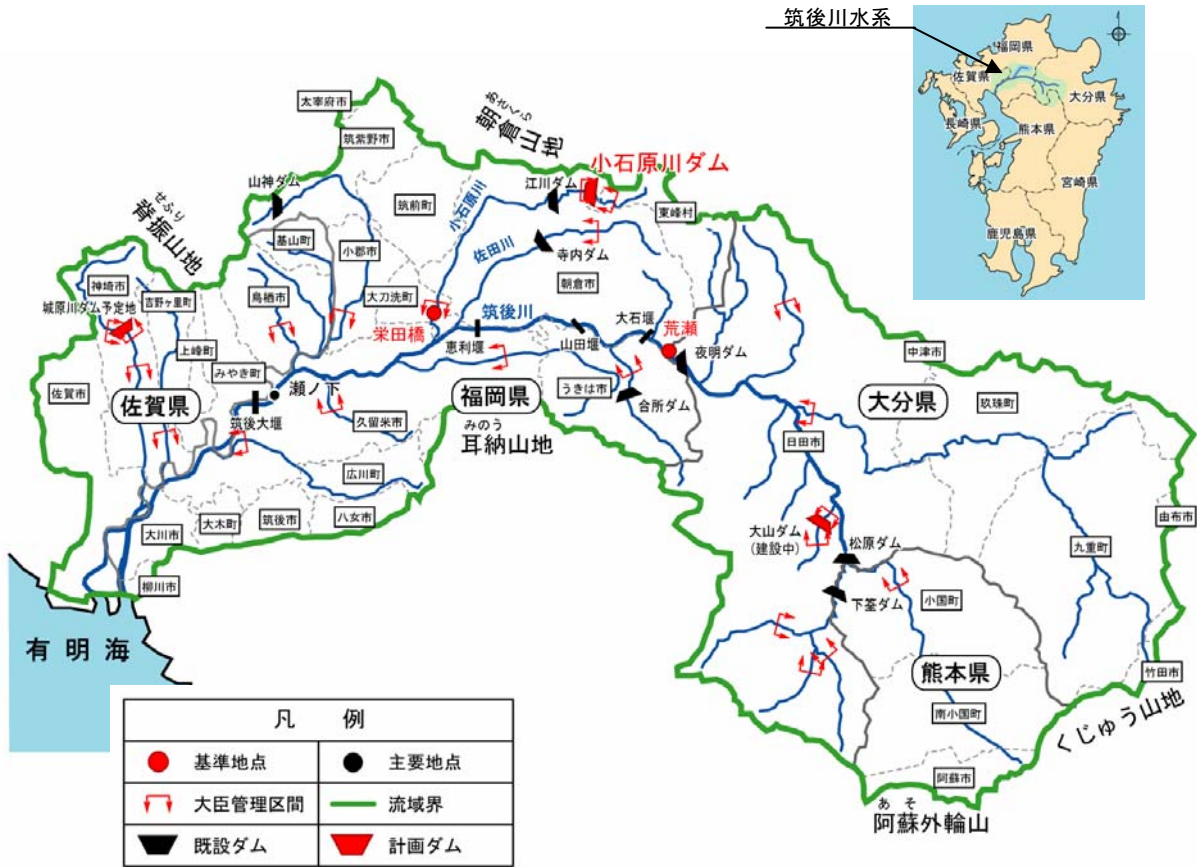 筑後川水系
福岡県
佐賀県
大分県
長崎県
熊本県
宮崎県
鹿児島県
太宰府市
筑紫野市
あさくら
朝倉山地
小石原川ダム
山神ダム
江川ダム
せふり
脊振山地
筑前町
小石原川
東峰村
基山町
小郡市
佐田川
寺内ダム
神埼市
吉野ヶ里町
城原川ダム予定地
鳥栖市
大刀洗町
朝倉市
筑後川
大石堰
荒瀬
栄田橋
恵利堰
山田堰
夜明ダム
中津市
上峰町
みやき町
瀬ノ下
佐賀市
佐賀県
福岡県
うきは市
合所ダム
大分県
玖珠町
筑後大堰
久留米市
みのう
耳納山地
日田市
広川町
大川市
大木町
筑後市
八女市
大山ダム
(建設中)
松原ダム
由布市
九重町
柳川市
下筌ダム
小国町
有明海
熊本県
竹田市
南小国町
くじゅう山地
阿蘇市
あそ
阿蘇外輪山
凡 例
基準地点
主要地点
大臣管理区間
流域界
既設ダム
計画ダム